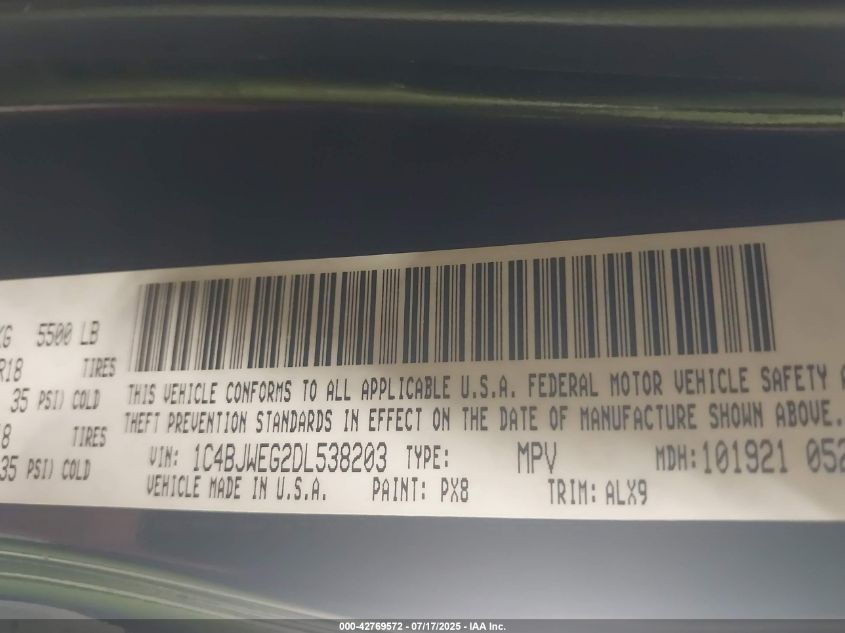 KG 5500 LB
R18 TIRES
35 PSI) COLD
THIS VEHICLE CONFORMS TO ALL APPLICABLE U.S.A. FEDERAL MOTOR VEHICLE SAFETY
8 TIRES
THEFT PREVENTION STANDARDS IN EFFECT ON THE DATE OF MANUFACTURE SHOWN ABOVE.
35 PSI) COLD
VIN: 1C4BJWEG2DL538203 TYPE: MPV MDH: 101921 052
VEHICLE MADE IN U.S.A. PAINT: PX8 TRIM: ALX9
000-42769572 / 07/17/2025 - IAA Inc.